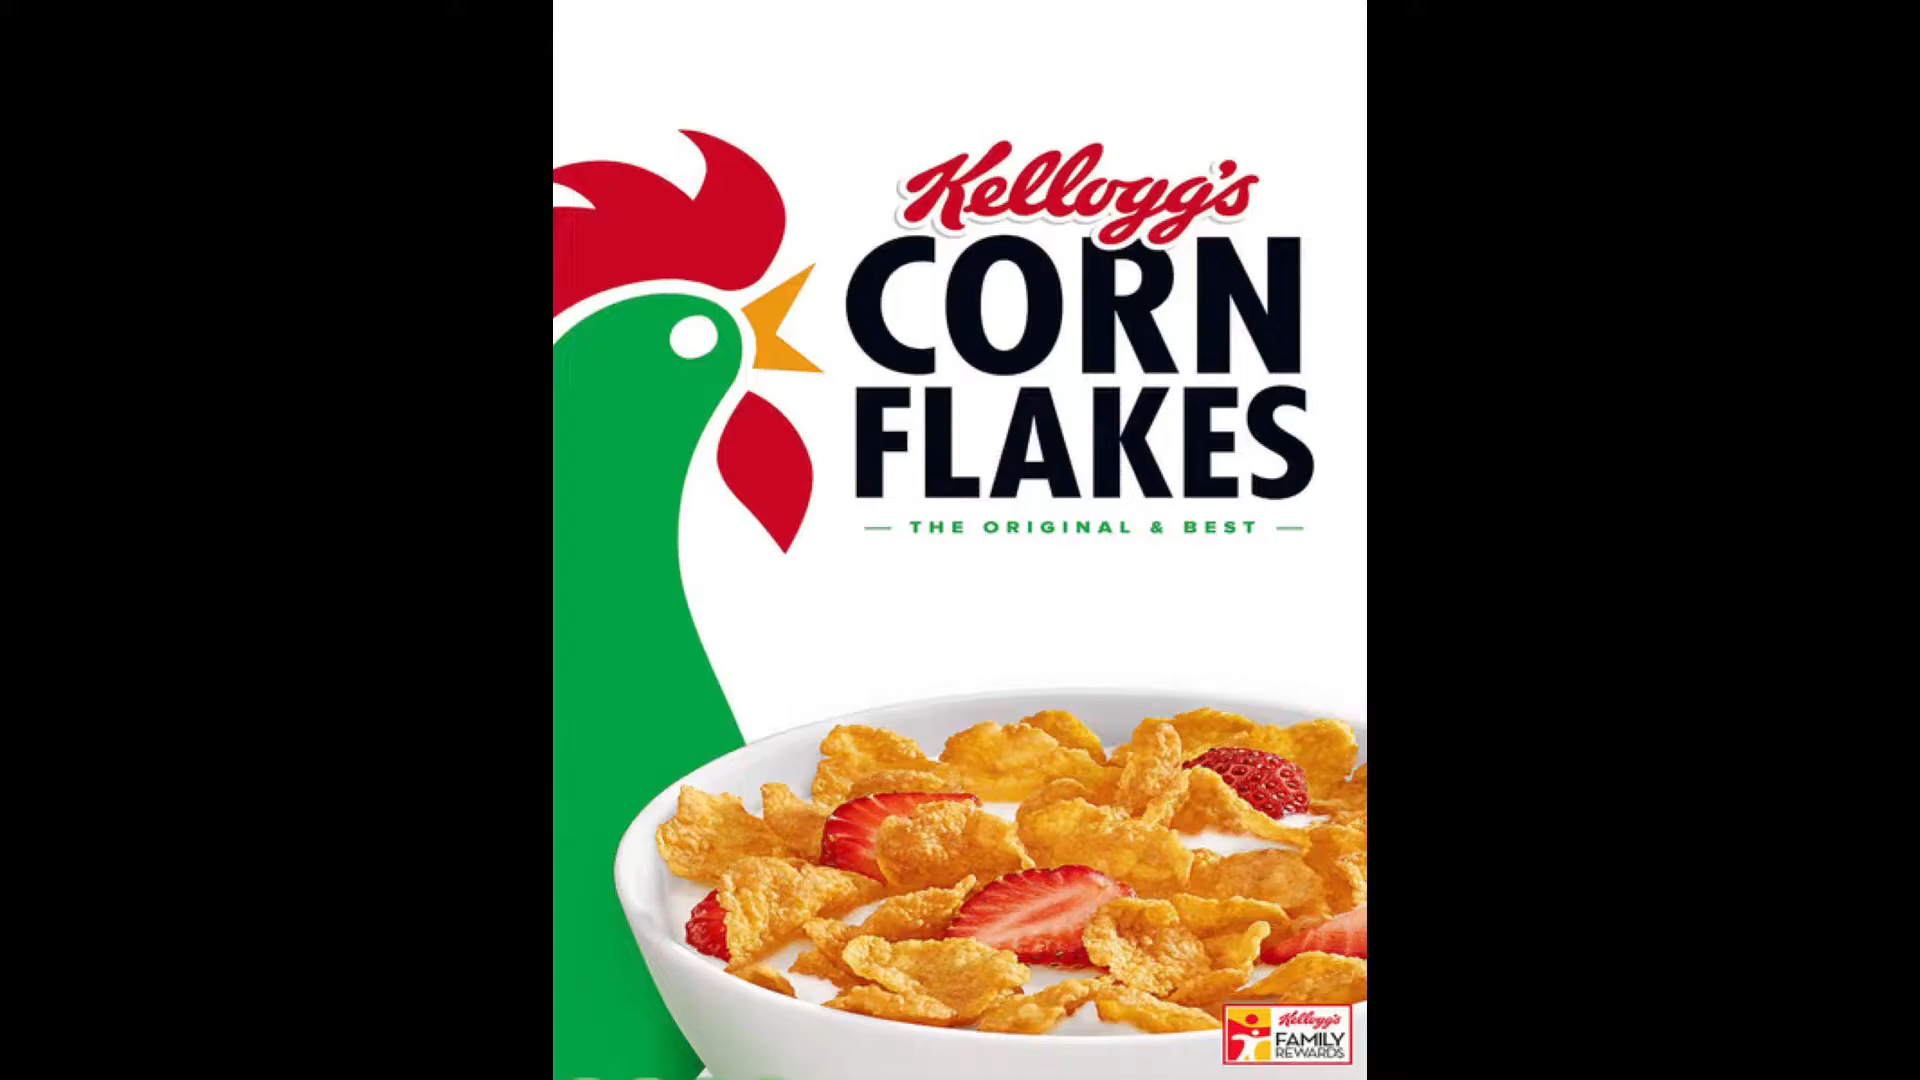 Kellogg's
CORN
FLAKES
THE ORIGINAL & BEST
Kellogg's
FAMILY
REWARDS